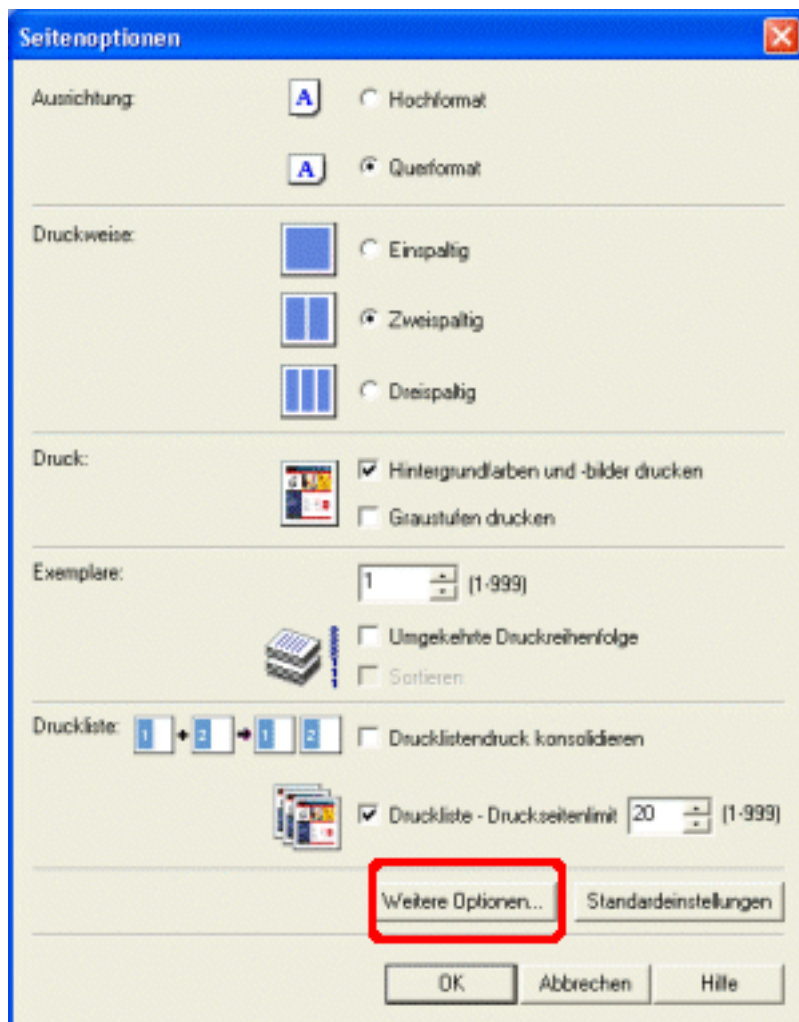 Seitenoptionen
Ausrichtung:
A
Hochformat
A
Querformat
Druckweise:
Einspaltig
Zweispaltig
Dreispaltig
Druck:
Hintergrundfarben und -bilder drucken
Graustufen drucken
Exemplare:
1 (1-999)
Umgekehrte Druckreihenfolge
Sortieren
Druckliste: 1 + 2 1 2 Drucklistendruck konsolidieren
Druckliste - Druckseitenlimit 20 (1-999)
Weitere Optionen... Standardeinstellungen
OK Abbrechen Hilfe